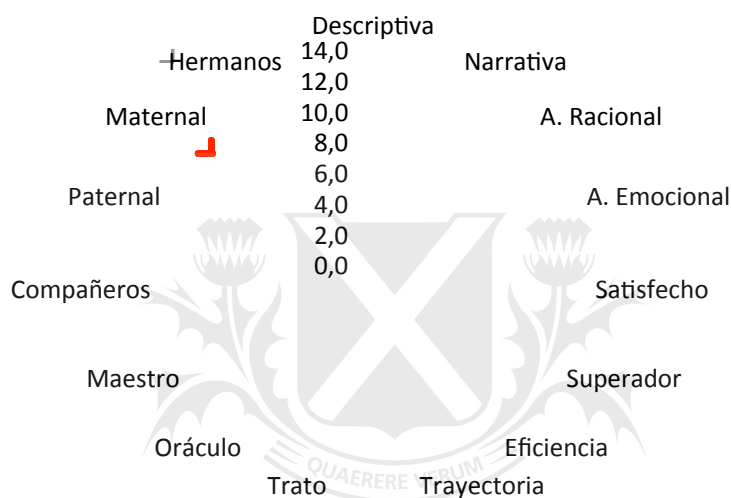 Descriptiva
14,0
Hermanos
Narrativa
12,0
Maternal
10,0
A. Racional
8,0
6,0
Paternal
A. Emocional
4,0
2,0
0,0
Compañeros
Satisfecho
Maestro
Superador
Oráculo
Eficiencia
QUAERERE VERUM
Trato
Trayectoria